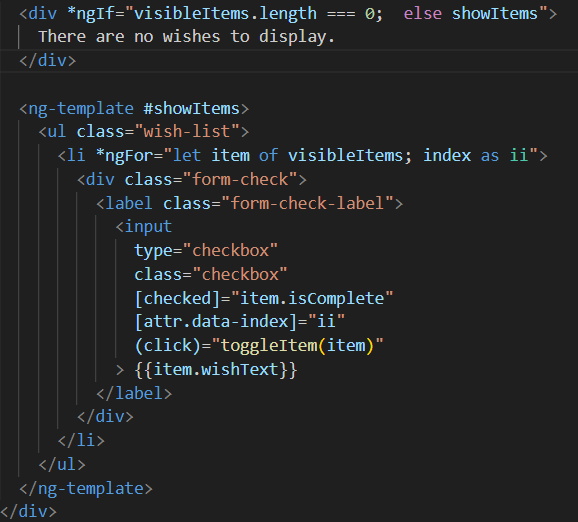 <div *ngIf="visibleItems.length === 0;  else showItems">
  There are no wishes to display.
</div>

<ng-template #showItems>
  <ul class="wish-list">
    <li *ngFor="let item of visibleItems; index as ii">
      <div class="form-check">
        <label class="form-check-label">
          <input
            type="checkbox"
            class="checkbox"
            [checked]="item.isComplete"
            [attr.data-index]="ii"
            (click)="toggleItem(item)"
          > {{item.wishText}}
        </label>
      </div>
    </li>
  </ul>
</ng-template>
</div>